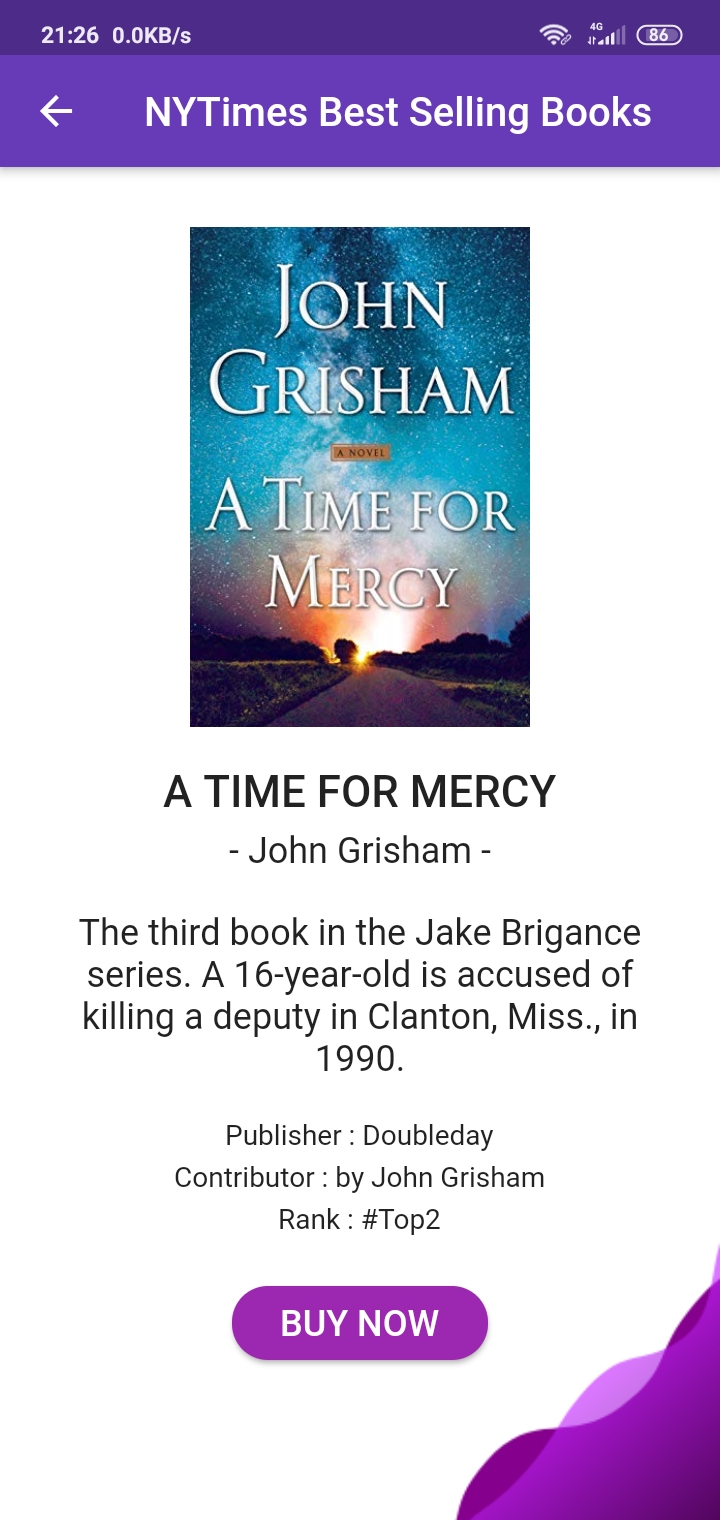 21:26 0.0KB/s 4G 86
NYTimes Best Selling Books
JOHN
GRISHAM
A NOVEL
A TIME FOR
MERCY
A TIME FOR MERCY
- John Grisham -
The third book in the Jake Brigance
series. A 16-year-old is accused of
killing a deputy in Clanton, Miss., in
1990.
Publisher : Doubleday
Contributor : by John Grisham
Rank : #Top2
BUY NOW